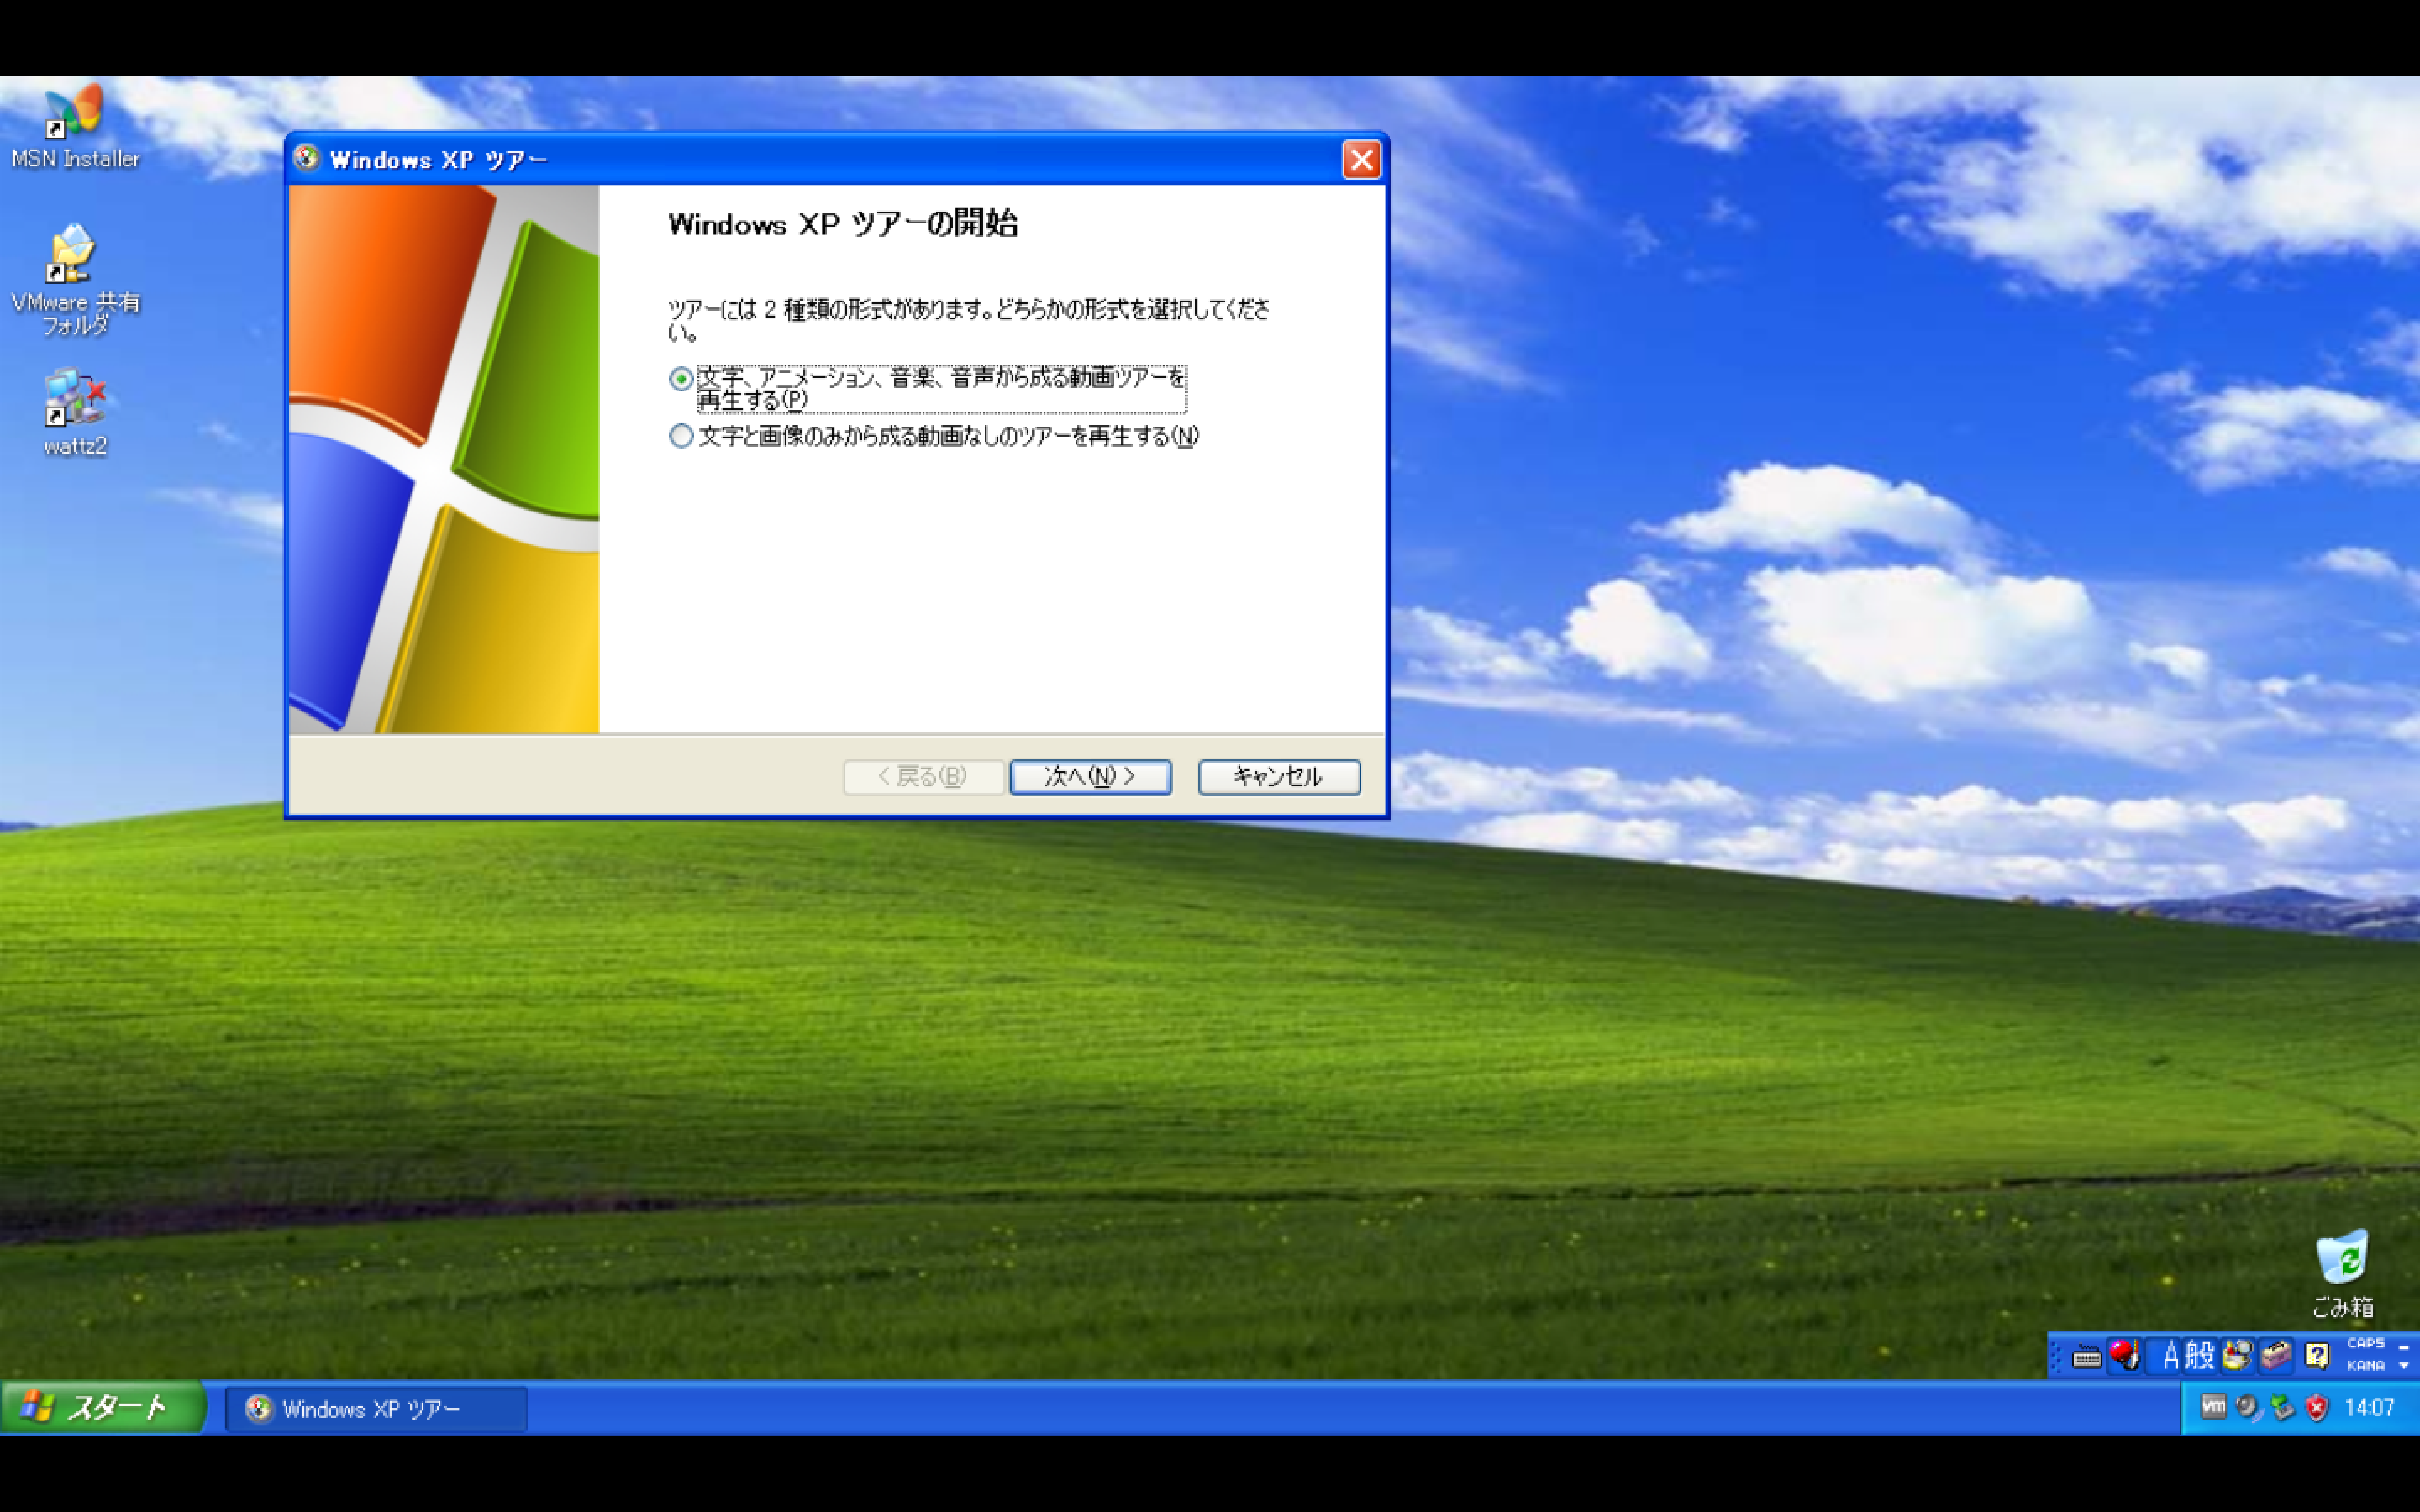 MSN Installer
VMware 共有
フォルダ
wattz2
Windows XP ツアー
Windows XP ツアーの開始
ツアーには 2 種類の形式があります。どちらかの形式を選択してくださ
い。
文字、アニメーション、音楽、音声から成る動画ツアーを
再生する(P)
文字と画像のみから成る動画なしのツアーを再生する(N)
< 戻る(B)
次へ(N) >
キャンセル
ごみ箱
A 般
CAPS
KANA
スタート
Windows XP ツアー
vm
14:07